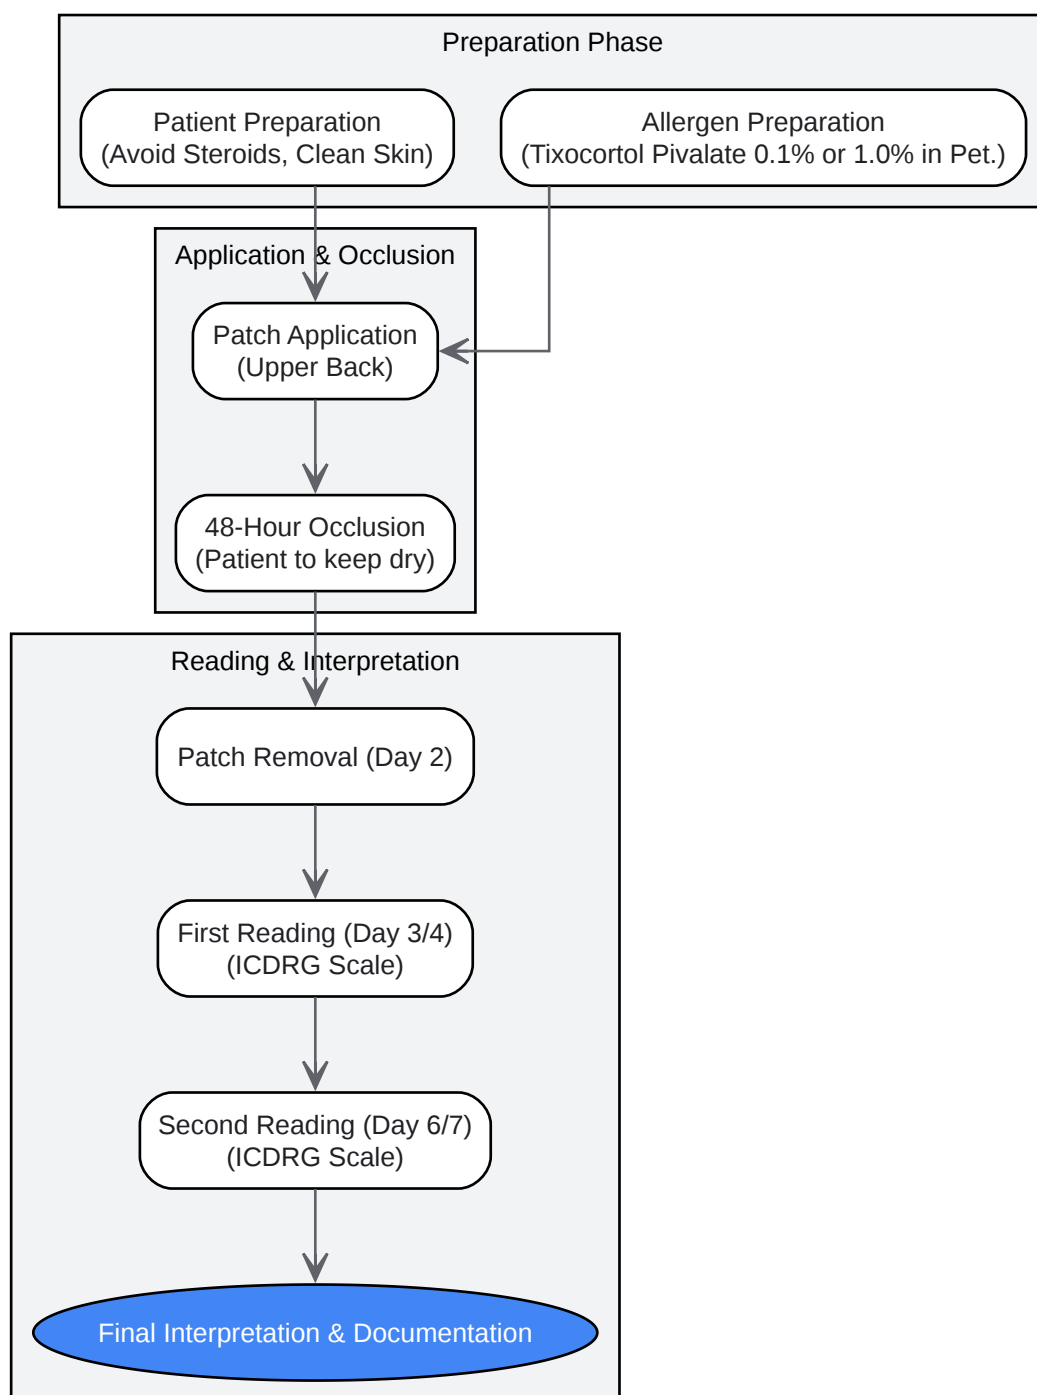 Preparation Phase
Patient Preparation
(Avoid Steroids, Clean Skin)
Allergen Preparation
(Tixocortol Pivalate 0.1% or 1.0% in Pet.)
Application & Occlusion
Patch Application
(Upper Back)
48-Hour Occlusion
(Patient to keep dry)
Reading & Interpretation
Patch Removal (Day 2)
First Reading (Day 3/4)
(ICDRG Scale)
Second Reading (Day 6/7)
(ICDRG Scale)
Final Interpretation & Documentation